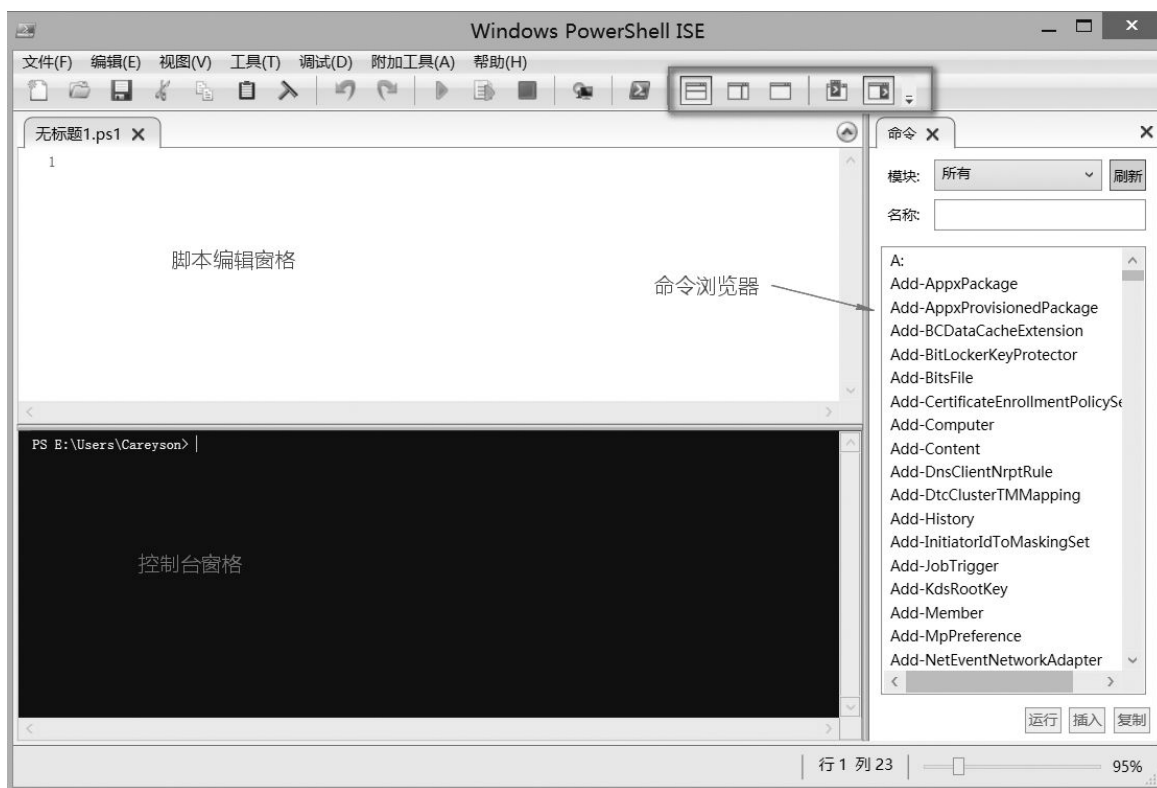 Windows PowerShell ISE
文件(F) 编辑(E) 视图(V) 工具(T) 调试(D) 附加工具(A) 帮助(H)
无标题1.ps1
1
脚本编辑窗格
命令浏览器
PS E:\Users\Careyson>
控制台窗格
命令
模块: 所有 刷新
名称:
A:
Add-AppxPackage
Add-AppxProvisionedPackage
Add-BCDataCacheExtension
Add-BitLockerKeyProtector
Add-BitsFile
Add-CertificateEnrollmentPolicySe
Add-Computer
Add-Content
Add-DnsClientNrptRule
Add-DtcClusterTMMapping
Add-History
Add-InitiatorIdToMaskingSet
Add-JobTrigger
Add-KdsRootKey
Add-Member
Add-MpPreference
Add-NetEventNetworkAdapter
运行 插入 复制
行 1 列 23 95%